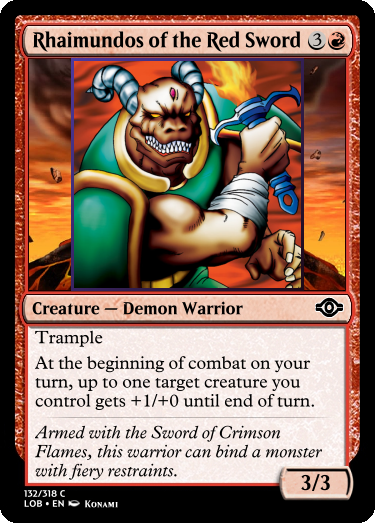 Rhaimundos of the Red Sword 3
Creature — Demon Warrior
Trample
At the beginning of combat on your
turn, up to one target creature you
control gets +1/+0 until end of turn.
Armed with the Sword of Crimson
Flames, this warrior can bind a monster
with fiery restraints.
3/3
132/318 C
LOB • EN Konami